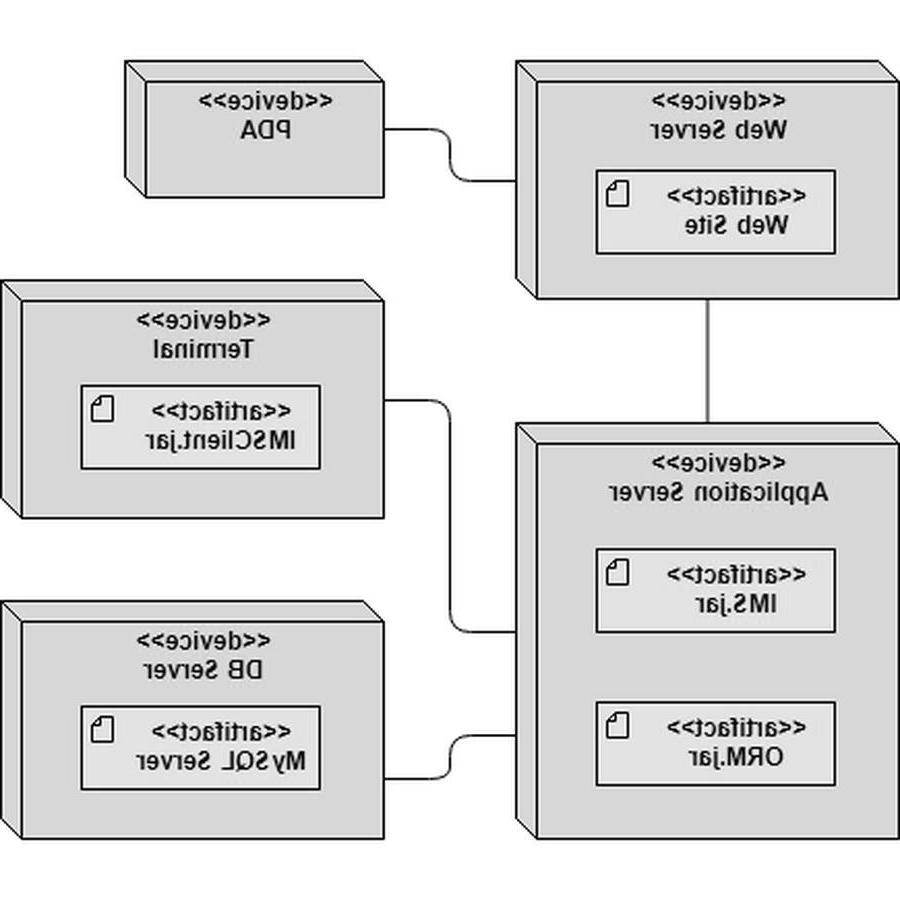 <<device>>
PDA
<<device>>
Web Server
<<artifact>>
Web Site
<<device>>
Terminal
<<artifact>>
IMSClient.jar
<<device>>
Application Server
<<artifact>>
IMS.jar
<<artifact>>
ORM.jar
<<device>>
DB Server
<<artifact>>
MySQL Server